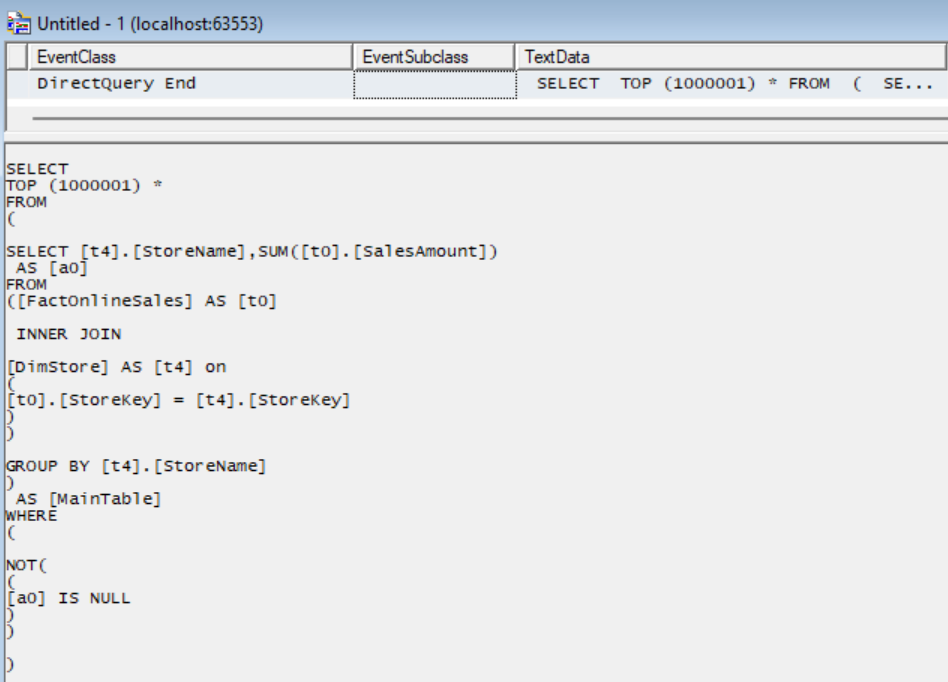 Untitled - 1 (localhost:63553)
EventClass EventSubclass TextData
DirectQuery End SELECT TOP (1000001) * FROM ( SE...
SELECT
TOP (1000001) *
FROM
(
SELECT [t4].[StoreName],SUM([t0].[SalesAmount])
AS [a0]
FROM
([FactOnlineSales] AS [t0]
INNER JOIN
[DimStore] AS [t4] on
(
[t0].[StoreKey] = [t4].[StoreKey]
)
)
GROUP BY [t4].[StoreName]
)
AS [MainTable]
WHERE
(
NOT(
(
[a0] IS NULL
)
)
)